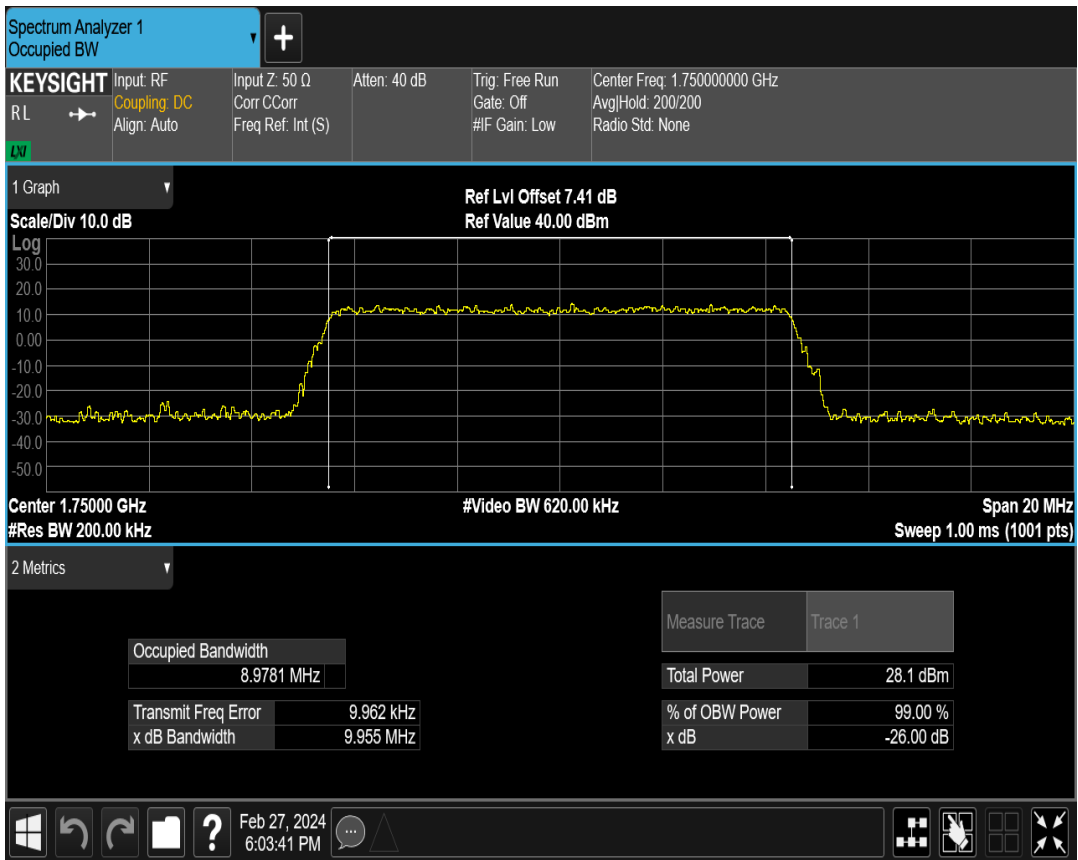 Spectrum Analyzer 1
Occupied BW
KEYSIGHT
RL
LXI
Input: RF
Coupling: DC
Align: Auto
Input Z: 50 Ω
Corr CCorr
Freq Ref: Int (S)
Atten: 40 dB
Trig: Free Run
Gate: Off
#IF Gain: Low
Center Freq: 1.750000000 GHz
Avg|Hold: 200/200
Radio Std: None
1 Graph
Scale/Div 10.0 dB
Ref Lvl Offset 7.41 dB
Ref Value 40.00 dBm
Log
30.0
20.0
10.0
0.00
-10.0
-20.0
-30.0
-40.0
-50.0
Center 1.75000 GHz
#Video BW 620.00 kHz
Span 20 MHz
#Res BW 200.00 kHz
Sweep 1.00 ms (1001 pts)
2 Metrics
Occupied Bandwidth
8.9781 MHz
Transmit Freq Error 9.962 kHz
x dB Bandwidth 9.955 MHz
Measure Trace Trace 1
Total Power 28.1 dBm
% of OBW Power 99.00 %
x dB -26.00 dB
?
Feb 27, 2024
6:03:41 PM